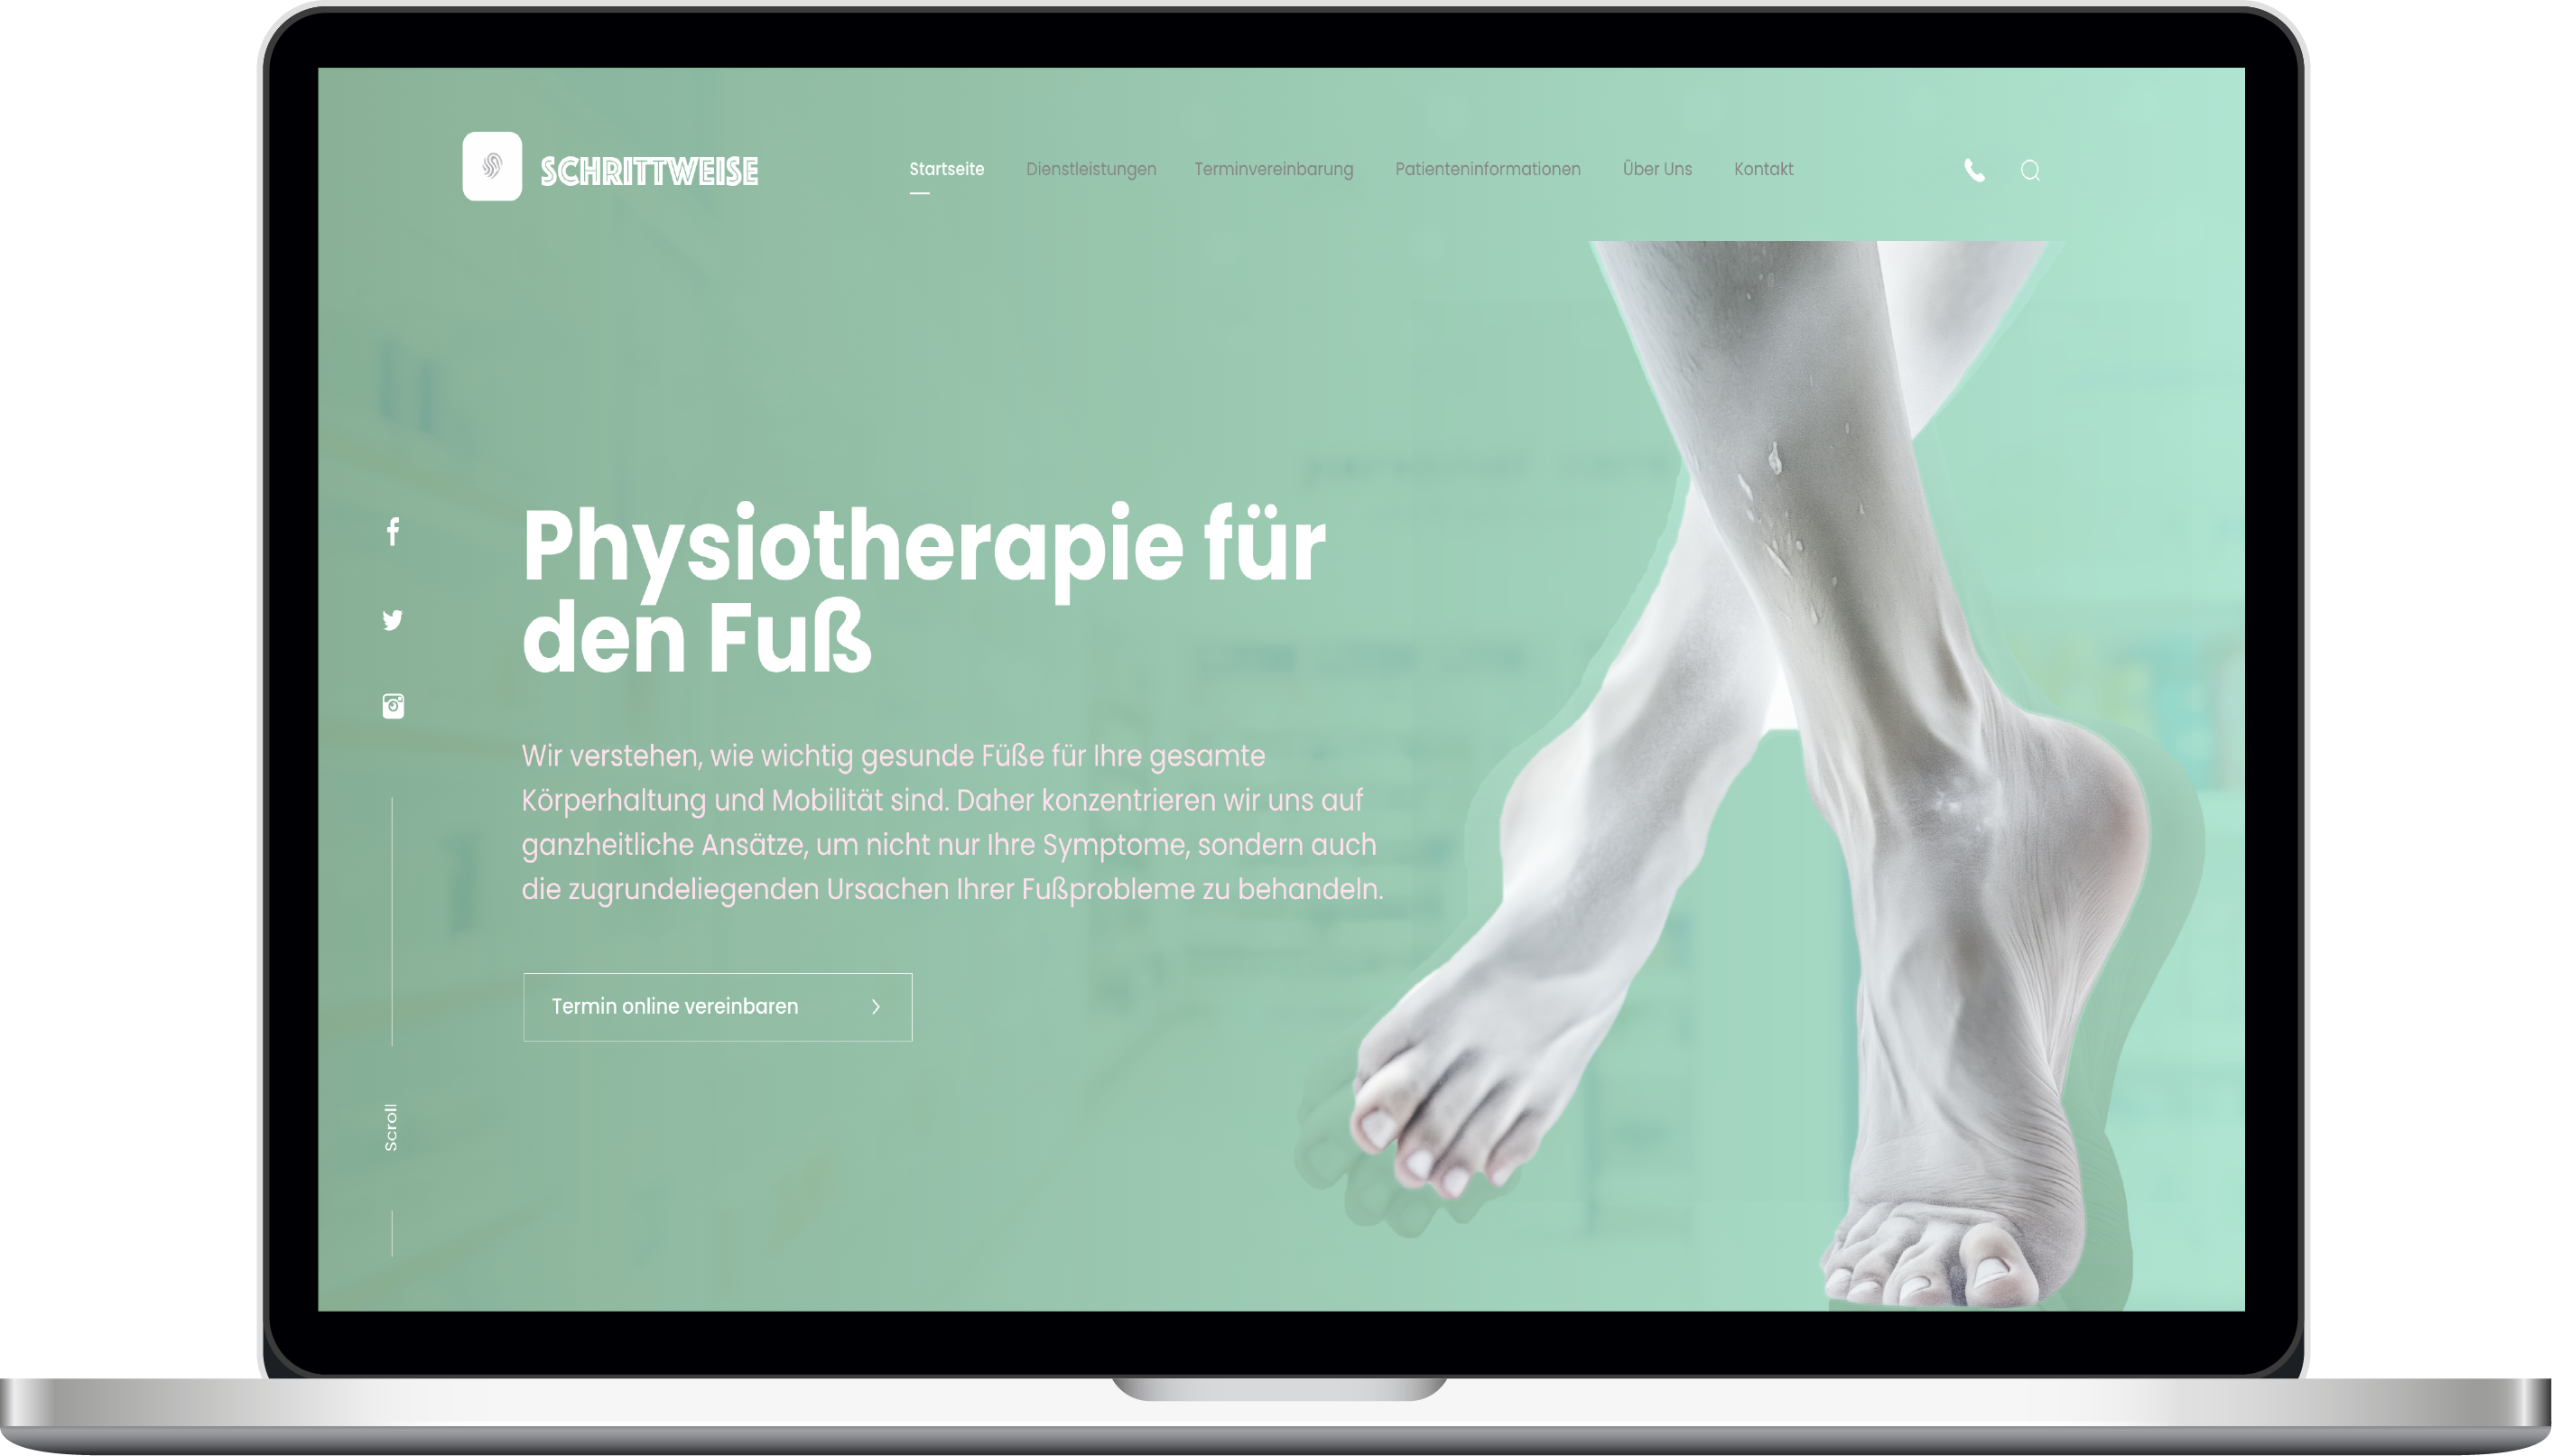 SCHRITTWEISE
Startseite Dienstleistungen Terminvereinbarung Patienteninformationen Über Uns Kontakt
Physiotherapie für
den Fuß
Wir verstehen, wie wichtig gesunde Füße für Ihre gesamte
Körperhaltung und Mobilität sind. Daher konzentrieren wir uns auf
ganzheitliche Ansätze, um nicht nur Ihre Symptome, sondern auch
die zugrundeliegenden Ursachen Ihrer Fußprobleme zu behandeln.
Termin online vereinbaren
Scroll